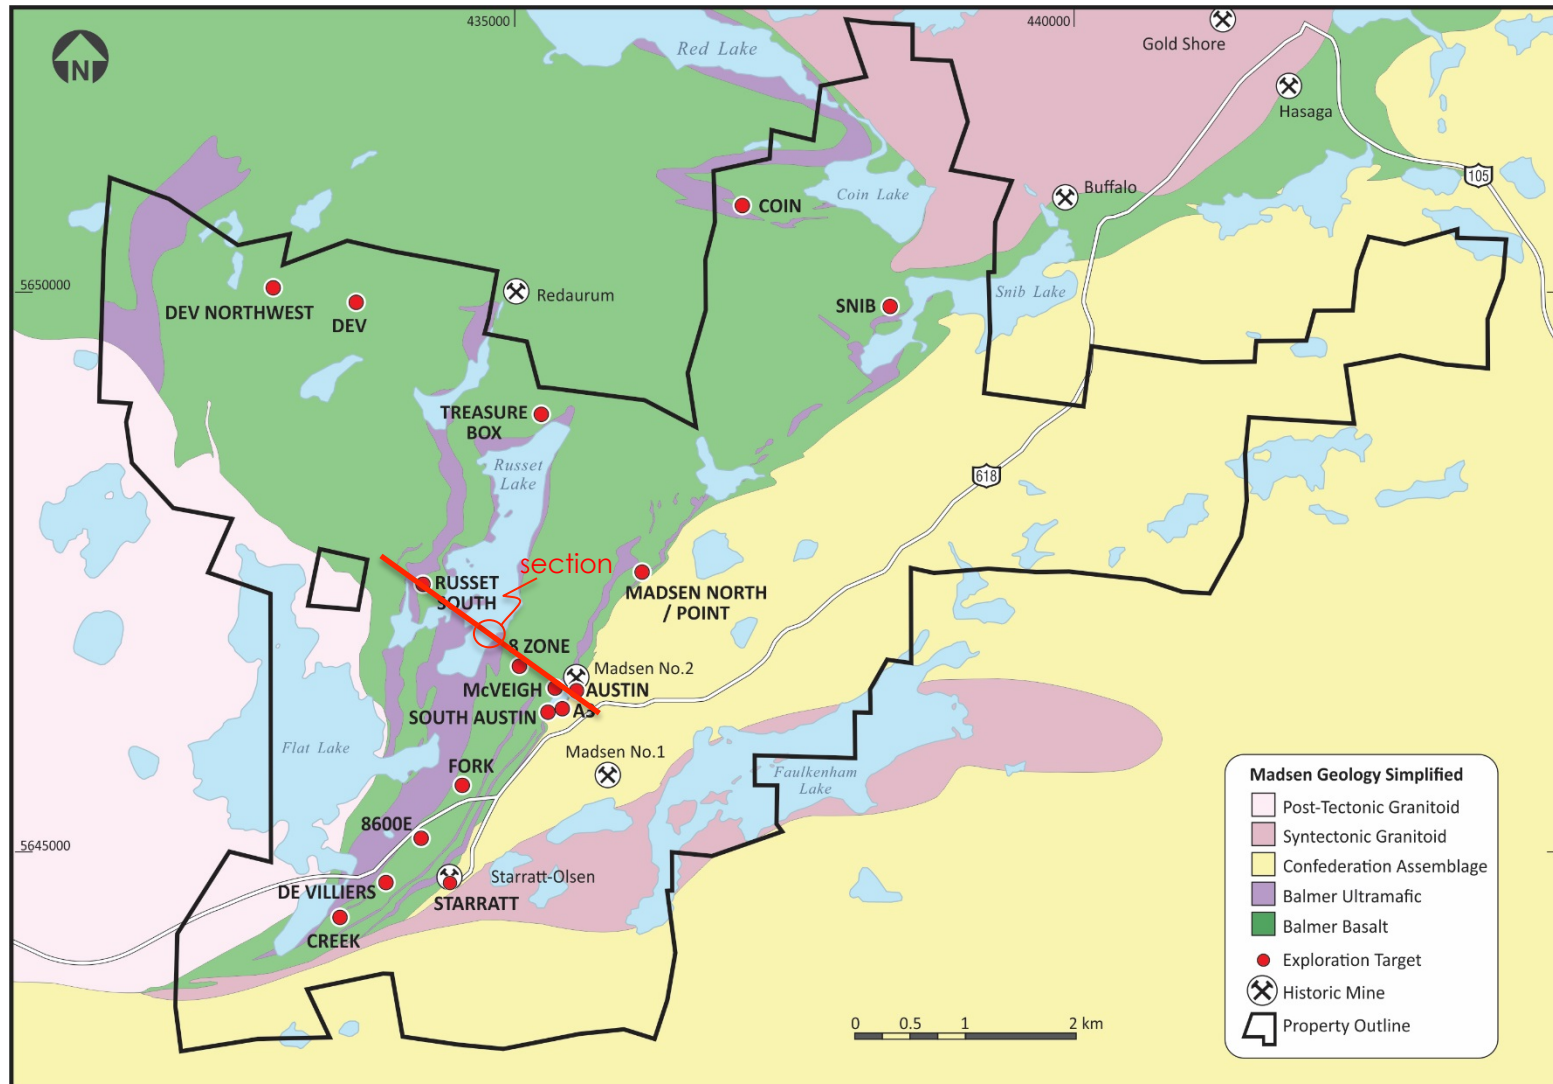 435000
440000
N
Red Lake
Gold Shore
Hasaga
105
Coin Lake
COIN
Buffalo
5650000
DEV NORTHWEST
DEV
Redaurum
SNIB
Snib Lake
TREASURE
BOX
Russet
Lake
618
section
RUSSET
SOUTH
MADSEN NORTH
/ POINT
8 ZONE
Madsen No.2
McVEIGH
AUSTIN
SOUTH AUSTIN
A3
Flat Lake
Madsen No.1
FORK
Faulkenham
Lake
8600E
5645000
DE VILLIERS
Starratt-Olsen
STARRATT
CREEK
Madsen Geology Simplified
Post-Tectonic Granitoid
Syntectonic Granitoid
Confederation Assemblage
Balmer Ultramafic
Balmer Basalt
Exploration Target
Historic Mine
Property Outline
0 0.5 1 2 km